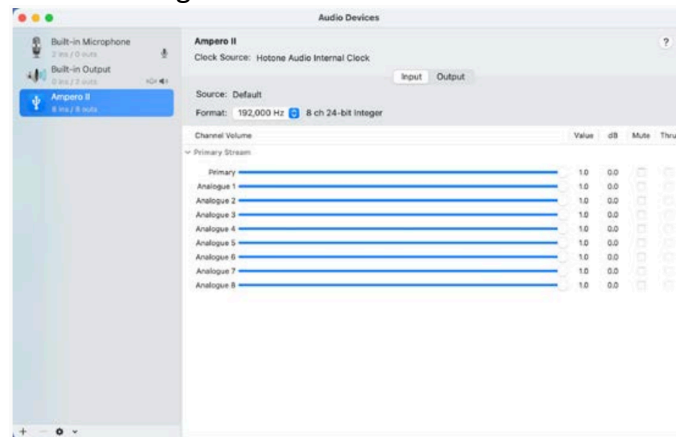 Audio Devices
Built-in Microphone
2 ins / 0 outs
Built-in Output
0 ins / 2 outs
Ampero II
8 ins / 8 outs
Ampero II
Clock Source: Hotone Audio Internal Clock
?
Input Output
Source: Default
Format: 192,000 Hz 8 ch 24-bit Integer
Channel Volume Value dB Mute Thru
Primary Stream
Primary 1.0 0.0
Analogue 1 1.0 0.0
Analogue 2 1.0 0.0
Analogue 3 1.0 0.0
Analogue 4 1.0 0.0
Analogue 5 1.0 0.0
Analogue 6 1.0 0.0
Analogue 7 1.0 0.0
Analogue 8 1.0 0.0